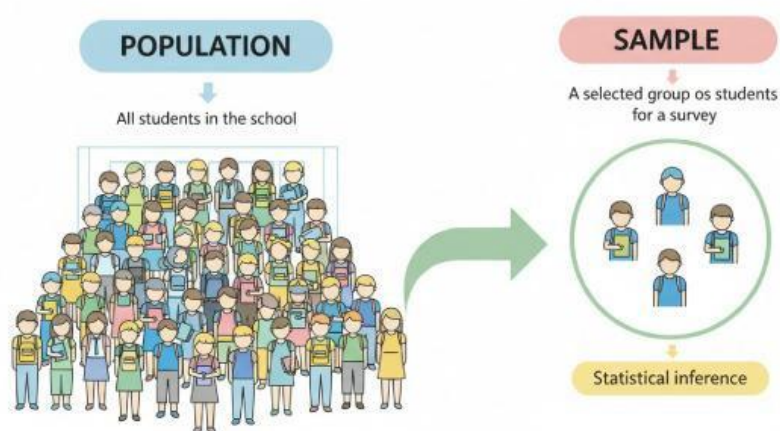 POPULATION
All students in the school
SAMPLE
A selected group os students
for a survey
Statistical inference